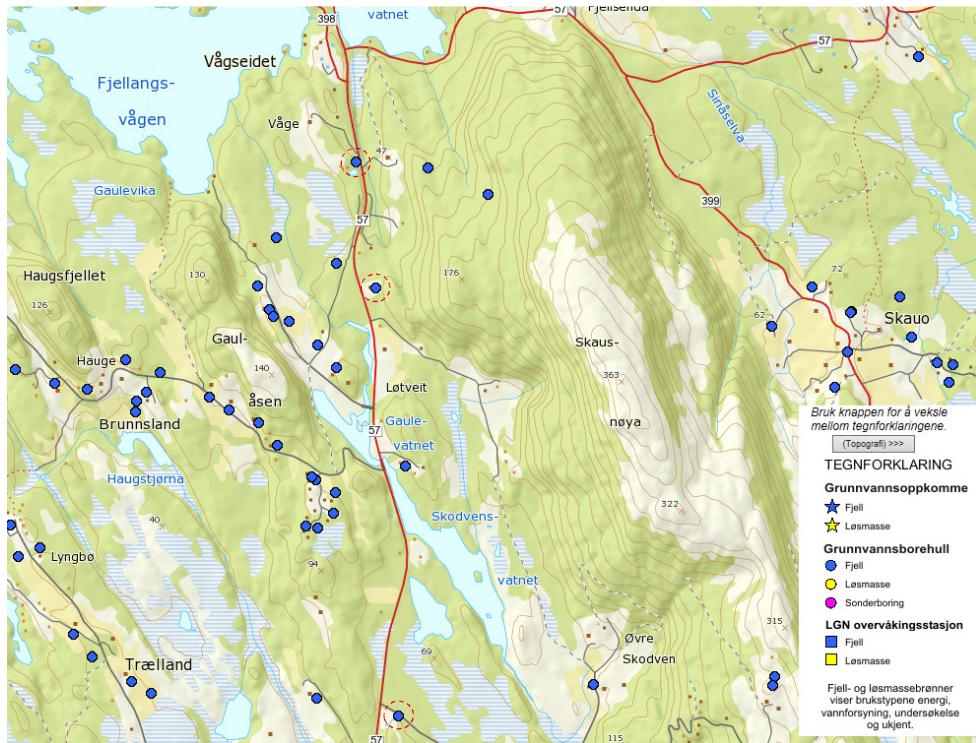 398
vatnet
57
Fjellsenda
57
Vågseidet
Fjellangs-
vågen
Sinåselva
Våge
47
Gaulevika
399
57
Haugsfjellet
130
176
72
126
62
Skauo
Gaul-
Skaus-
Hauge
140
363
Løtveit
åsen
Brunnsland
Gaule-
vatnet
nøya
57
Haugstjørna
322
40
Skodvens-
Lyngbø
94
vatnet
315
Øvre
Skodven
69
Trælland
57
115
Bruk knappen for å veksle
mellom tegnforklaringene.
(Topografi) >>>
TEGNFORKLARING
Grunnvannsoppkomme
Fjell
Løsmasse
Grunnvannsborehull
Fjell
Løsmasse
Sonderboring
LGN overvåkingsstasjon
Fjell
Løsmasse
Fjell- og løsmassebrønner
viser brukstypene energi,
vannforsyning, undersøkelse
og ukjent.